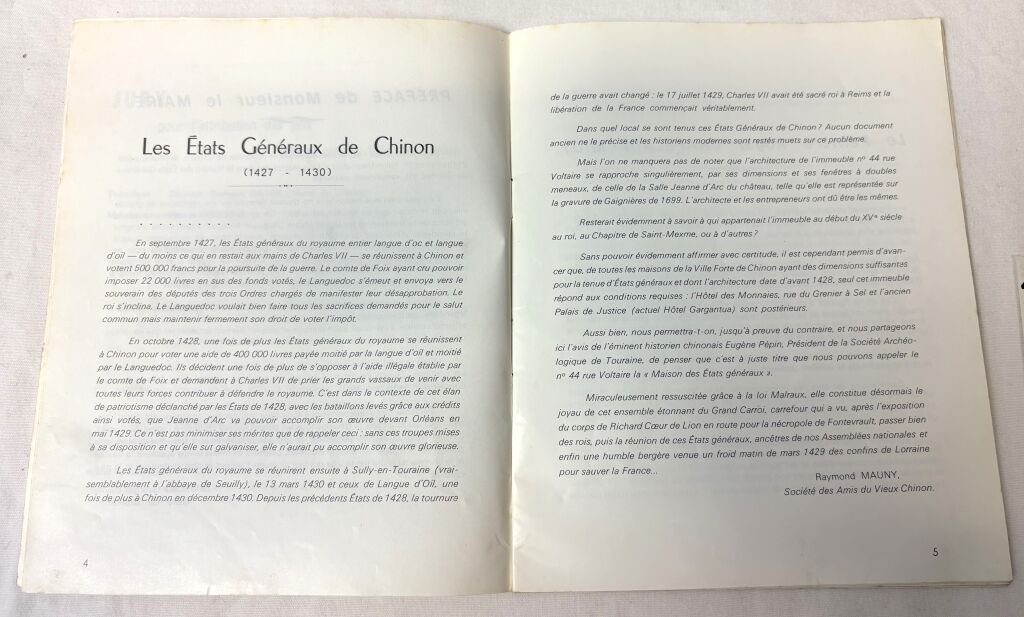 Les États Généraux de Chinon
(1427 - 1430)
. . . . . . . . . .
En septembre 1427, les États généraux du royaume entier langue d'oc et langue
d'oïl — du moins ce qui en restait aux mains de Charles VII — se réunissent à Chinon et
votent 500 000 francs pour la poursuite de la guerre. Le comte de Foix ayant cru pouvoir
imposer 22 000 livres en sus des fonds votés, le Languedoc s'émeut et envoya vers le
souverain des députés des trois Ordres chargés de manifester leur désapprobation. Le
roi s'inclina. Le Languedoc voulait bien faire tous les sacrifices demandés pour le salut
commun mais maintenir fermement son droit de voter l'impôt.
En octobre 1428, une fois de plus les États généraux du royaume se réunissent
à Chinon pour voter une aide de 400 000 livres payée moitié par la langue d'oïl et moitié
par le Languedoc. Ils décident une fois de plus de s'opposer à l'aide illégale établie par
le comte de Foix et demandent à Charles VII de prier les grands vassaux de venir avec
toutes leurs forces contribuer à défendre le royaume. C'est dans le contexte de cet élan
de patriotisme déclanché par les États de 1428, avec les bataillons levés grâce aux crédits
ainsi votés, que Jeanne d'Arc va pouvoir accomplir son œuvre devant Orléans en
mai 1429. Ce n'est pas minimiser ses mérites que de rappeler ceci : sans ces troupes mises
à sa disposition et qu'elle sut galvaniser, elle n'aurait pu accomplir son œuvre glorieuse.
Les États généraux du royaume se réunirent ensuite à Sully-en-Touraine (vrai-
semblablement à l'abbaye de Seuilly), le 13 mars 1430 et ceux de Langue d'Oïl, une
fois de plus à Chinon en décembre 1430. Depuis les précédents États de 1428, la tournure
4
de la guerre avait changé : le 17 juillet 1429, Charles VII avait été sacré roi à Reims et la
libération de la France commençait véritablement.
Dans quel local se sont tenus ces États Généraux de Chinon ? Aucun document
ancien ne le précise et les historiens modernes sont restés muets sur ce problème.
Mais l'on ne manquera pas de noter que l'architecture de l'immeuble nº 44 rue
Voltaire se rapproche singulièrement, par ses dimensions et ses fenêtres à doubles
meneaux, de celle de la Salle Jeanne d'Arc du château, telle qu'elle est représentée sur
la gravure de Gaignières de 1699. L'architecte et les entrepreneurs ont dû être les mêmes.
Resterait évidemment à savoir à qui appartenait l'immeuble au début du XVe siècle
au roi, au Chapitre de Saint-Mexme, ou à d'autres ?
Sans pouvoir évidemment affirmer avec certitude, il est cependant permis d'avan-
cer que, de toutes les maisons de la Ville Forte de Chinon ayant des dimensions suffisantes
pour la tenue d'États généraux et dont l'architecture date d'avant 1428, seul cet immeuble
répond aux conditions requises : l'Hôtel des Monnaies, rue du Grenier à Sel et l'ancien
Palais de Justice (actuel Hôtel Gargantua) sont postérieurs.
Aussi bien, nous permettra-t-on, jusqu'à preuve du contraire, et nous partageons
ici l'avis de l'éminent historien chinonais Eugène Pépin, Président de la Société Archéo-
logique de Touraine, de penser que c'est à juste titre que nous pouvons appeler le
nº 44 rue Voltaire la « Maison des États généraux ».
Miraculeusement ressuscitée grâce à la loi Malraux, elle constitue désormais le
joyau de cet ensemble étonnant du Grand Carroi, carrefour qui a vu, après l'exposition
du corps de Richard Cœur de Lion en route pour la nécropole de Fontevrault, passer bien
des rois, puis la réunion de ces États généraux, ancêtres de nos Assemblées nationales et
enfin une humble bergère venue un froid matin de mars 1429 des confins de Lorraine
pour sauver la France...
Raymond MAUNY,
Société des Amis du Vieux Chinon.
5